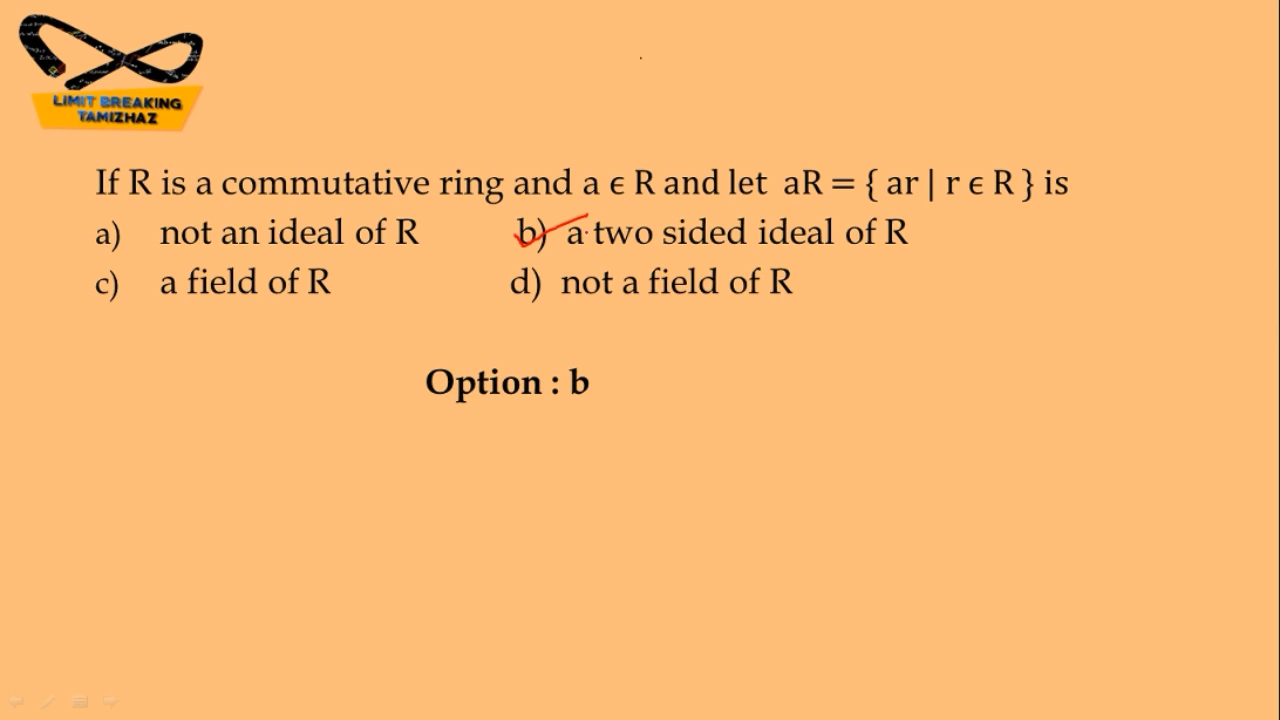 LIMIT BREAKING
TAMIZHAZ
If R is a commutative ring and a ϵ R and let aR = { ar | r ϵ R } is
a) not an ideal of R b) a two sided ideal of R
c) a field of R d) not a field of R
Option : b